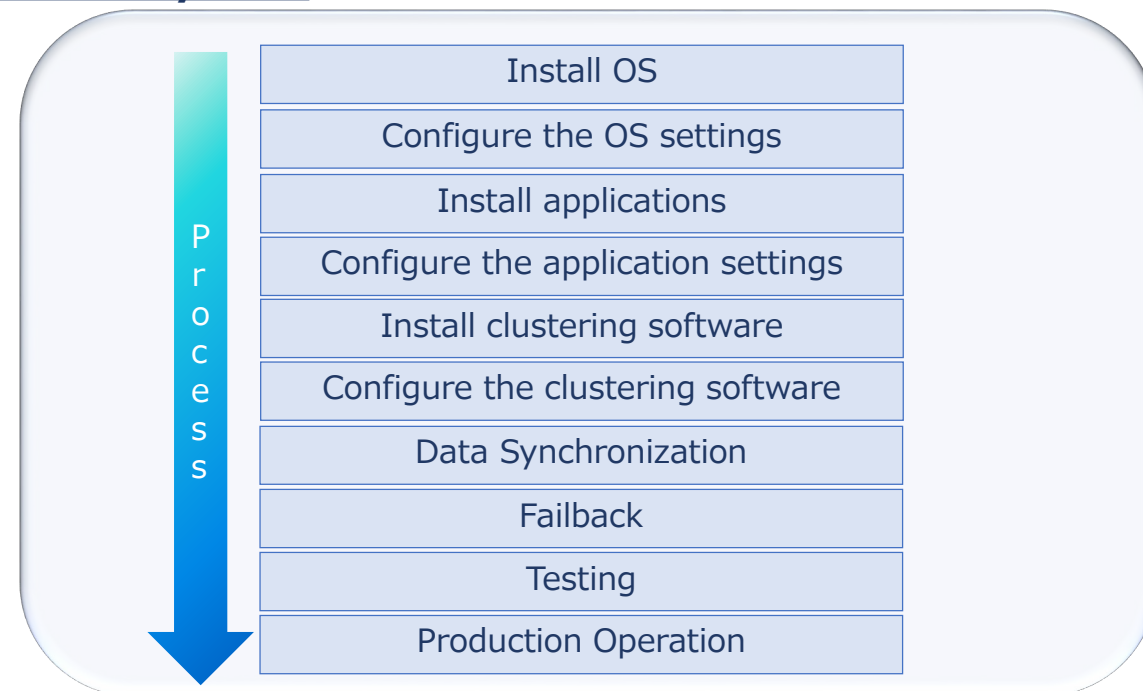 Install OS
Configure the OS settings
Install applications
Configure the application settings
Install clustering software
Configure the clustering software
Data Synchronization
Failback
Testing
Production Operation
P
r
o
c
e
s
s